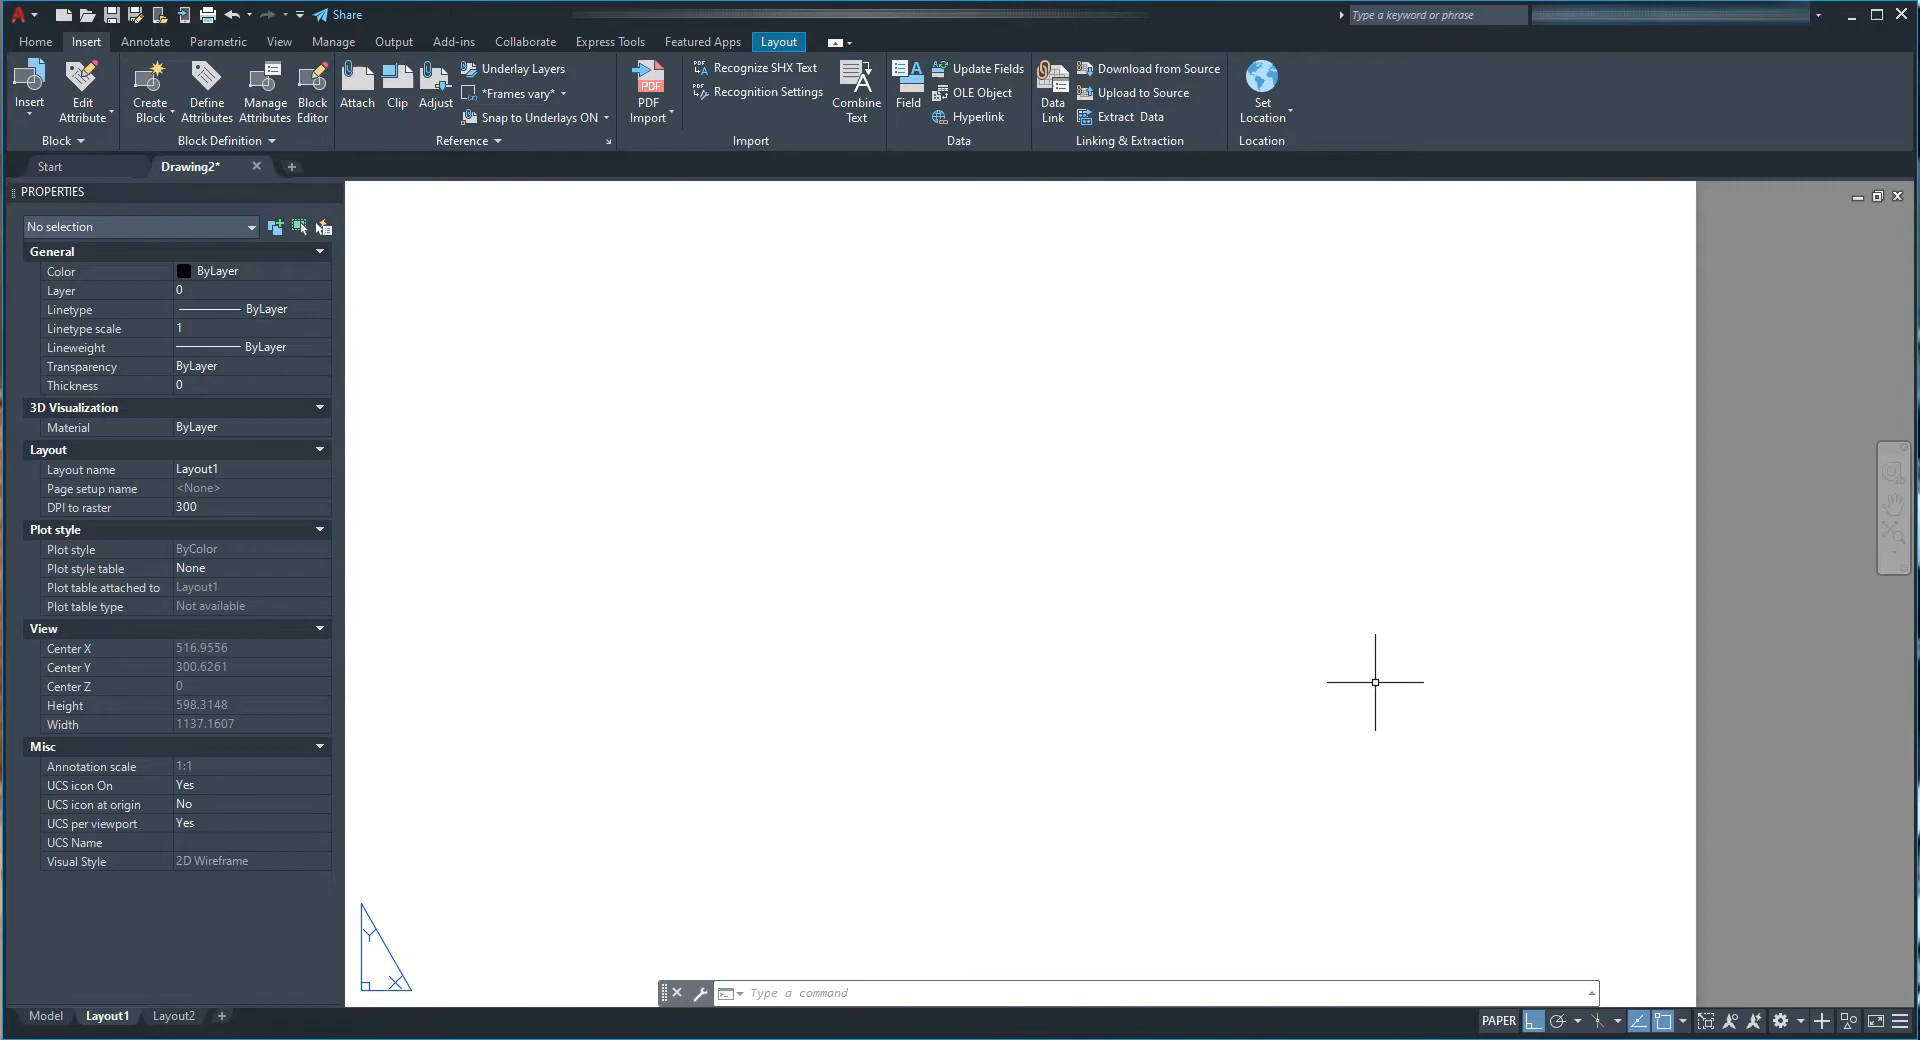 Share
Type a keyword or phrase
Home Insert Annotate Parametric View Manage Output Add-ins Collaborate Express Tools Featured Apps Layout
Insert
Edit Attribute
Create Block
Define Attributes
Manage Attributes
Block Editor
Attach
Clip
Adjust
Underlay Layers
*Frames vary*
Snap to Underlays ON
PDF Import
PDF
Recognize SHX Text
Recognition Settings
Combine Text
Field
Update Fields
OLE Object
Hyperlink
Data Link
Download from Source
Upload to Source
Extract Data
Set Location
Block
Block Definition
Reference
Import
Data
Linking & Extraction
Location
Start
Drawing2*
PROPERTIES
No selection
General
Color ByLayer
Layer 0
Linetype ByLayer
Linetype scale 1
Lineweight ByLayer
Transparency ByLayer
Thickness 0
3D Visualization
Material ByLayer
Layout
Layout name Layout1
Page setup name <None>
DPI to raster 300
Plot style
Plot style ByColor
Plot style table None
Plot table attached to Layout1
Plot table type Not available
View
Center X 516.9556
Center Y 300.6261
Center Z 0
Height 598.3148
Width 1137.1607
Misc
Annotation scale 1:1
UCS icon On Yes
UCS icon at origin No
UCS per viewport Yes
UCS Name
Visual Style 2D Wireframe
Y
X
Type a command
Model Layout1 Layout2
PAPER